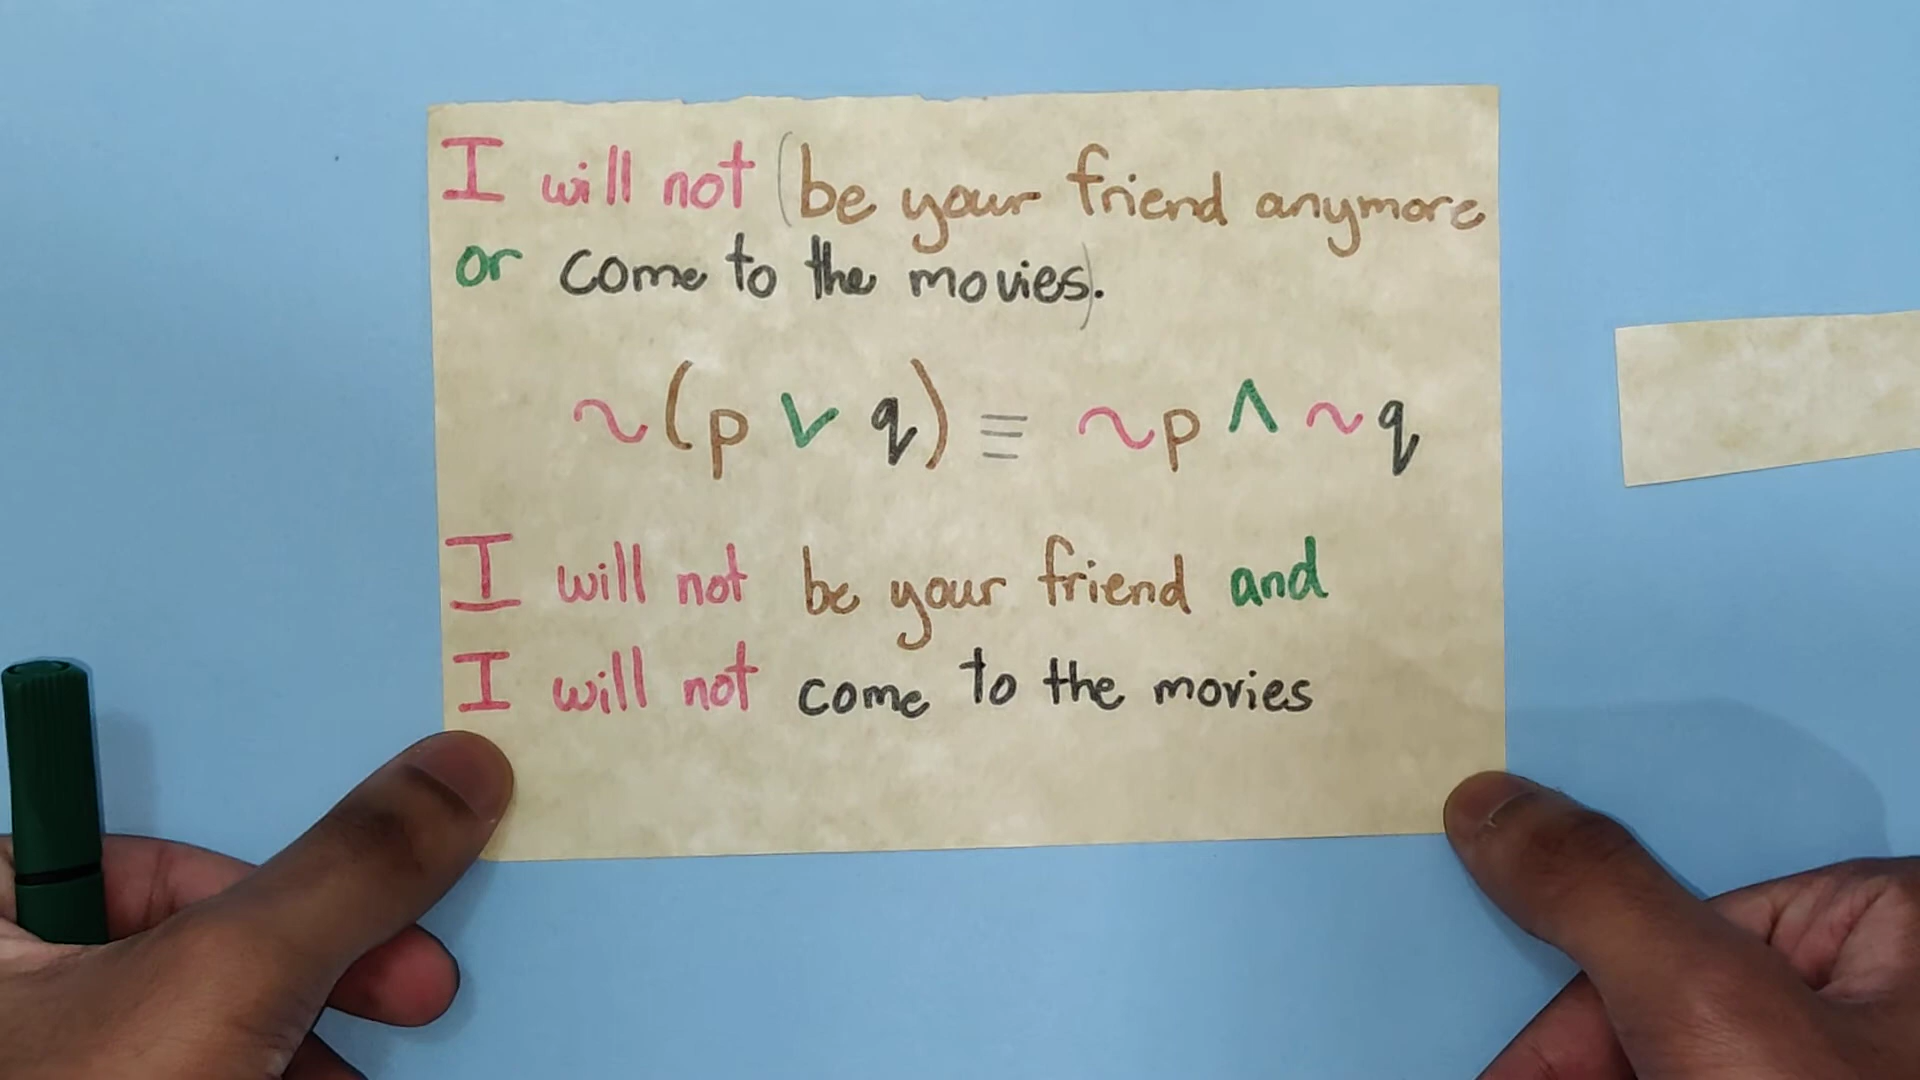 I will not (be your friend anymore
or come to the movies).
~(p ∨ q) ≡ ~p ∧ ~q
I will not be your friend and
I will not come to the movies